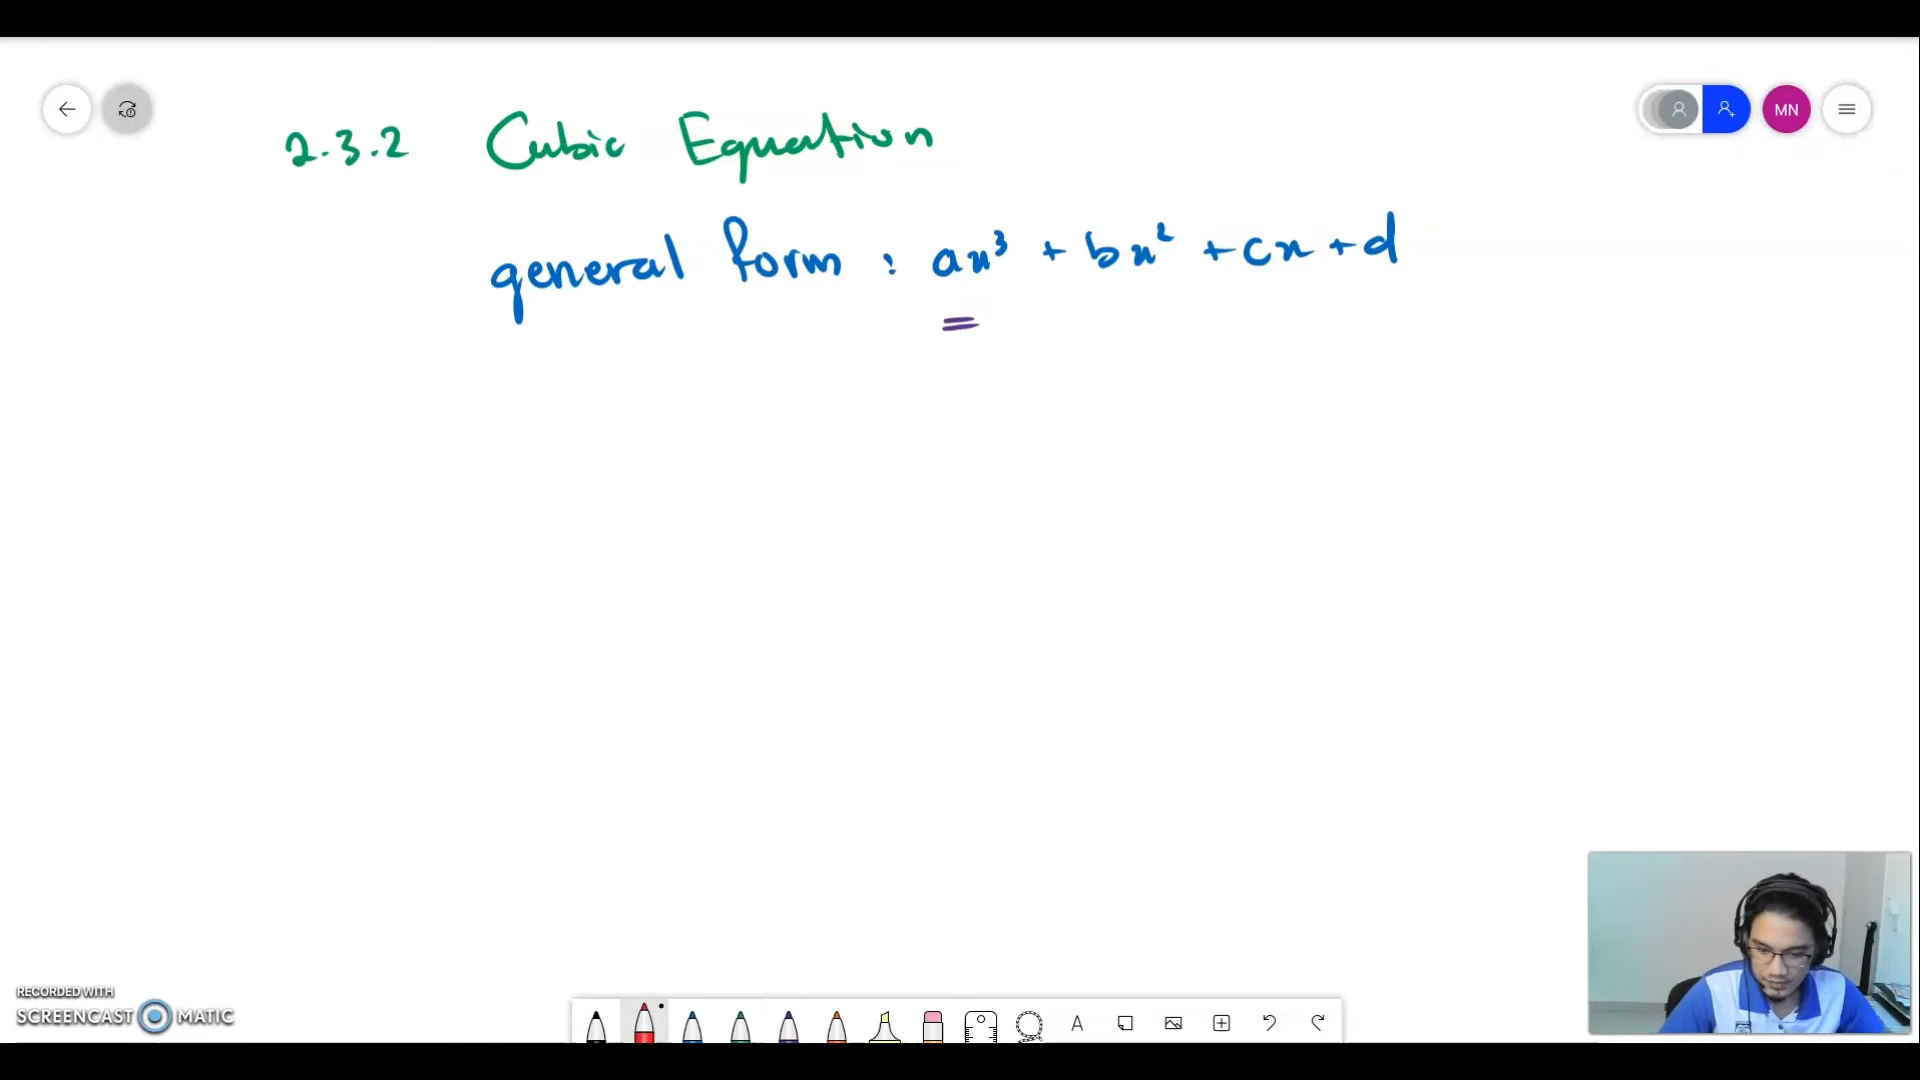 MN
2.3.2 Cubic Equation
general form : ax³ + bx² + cx + d
RECORDED WITH
SCREENCAST MATIC
A